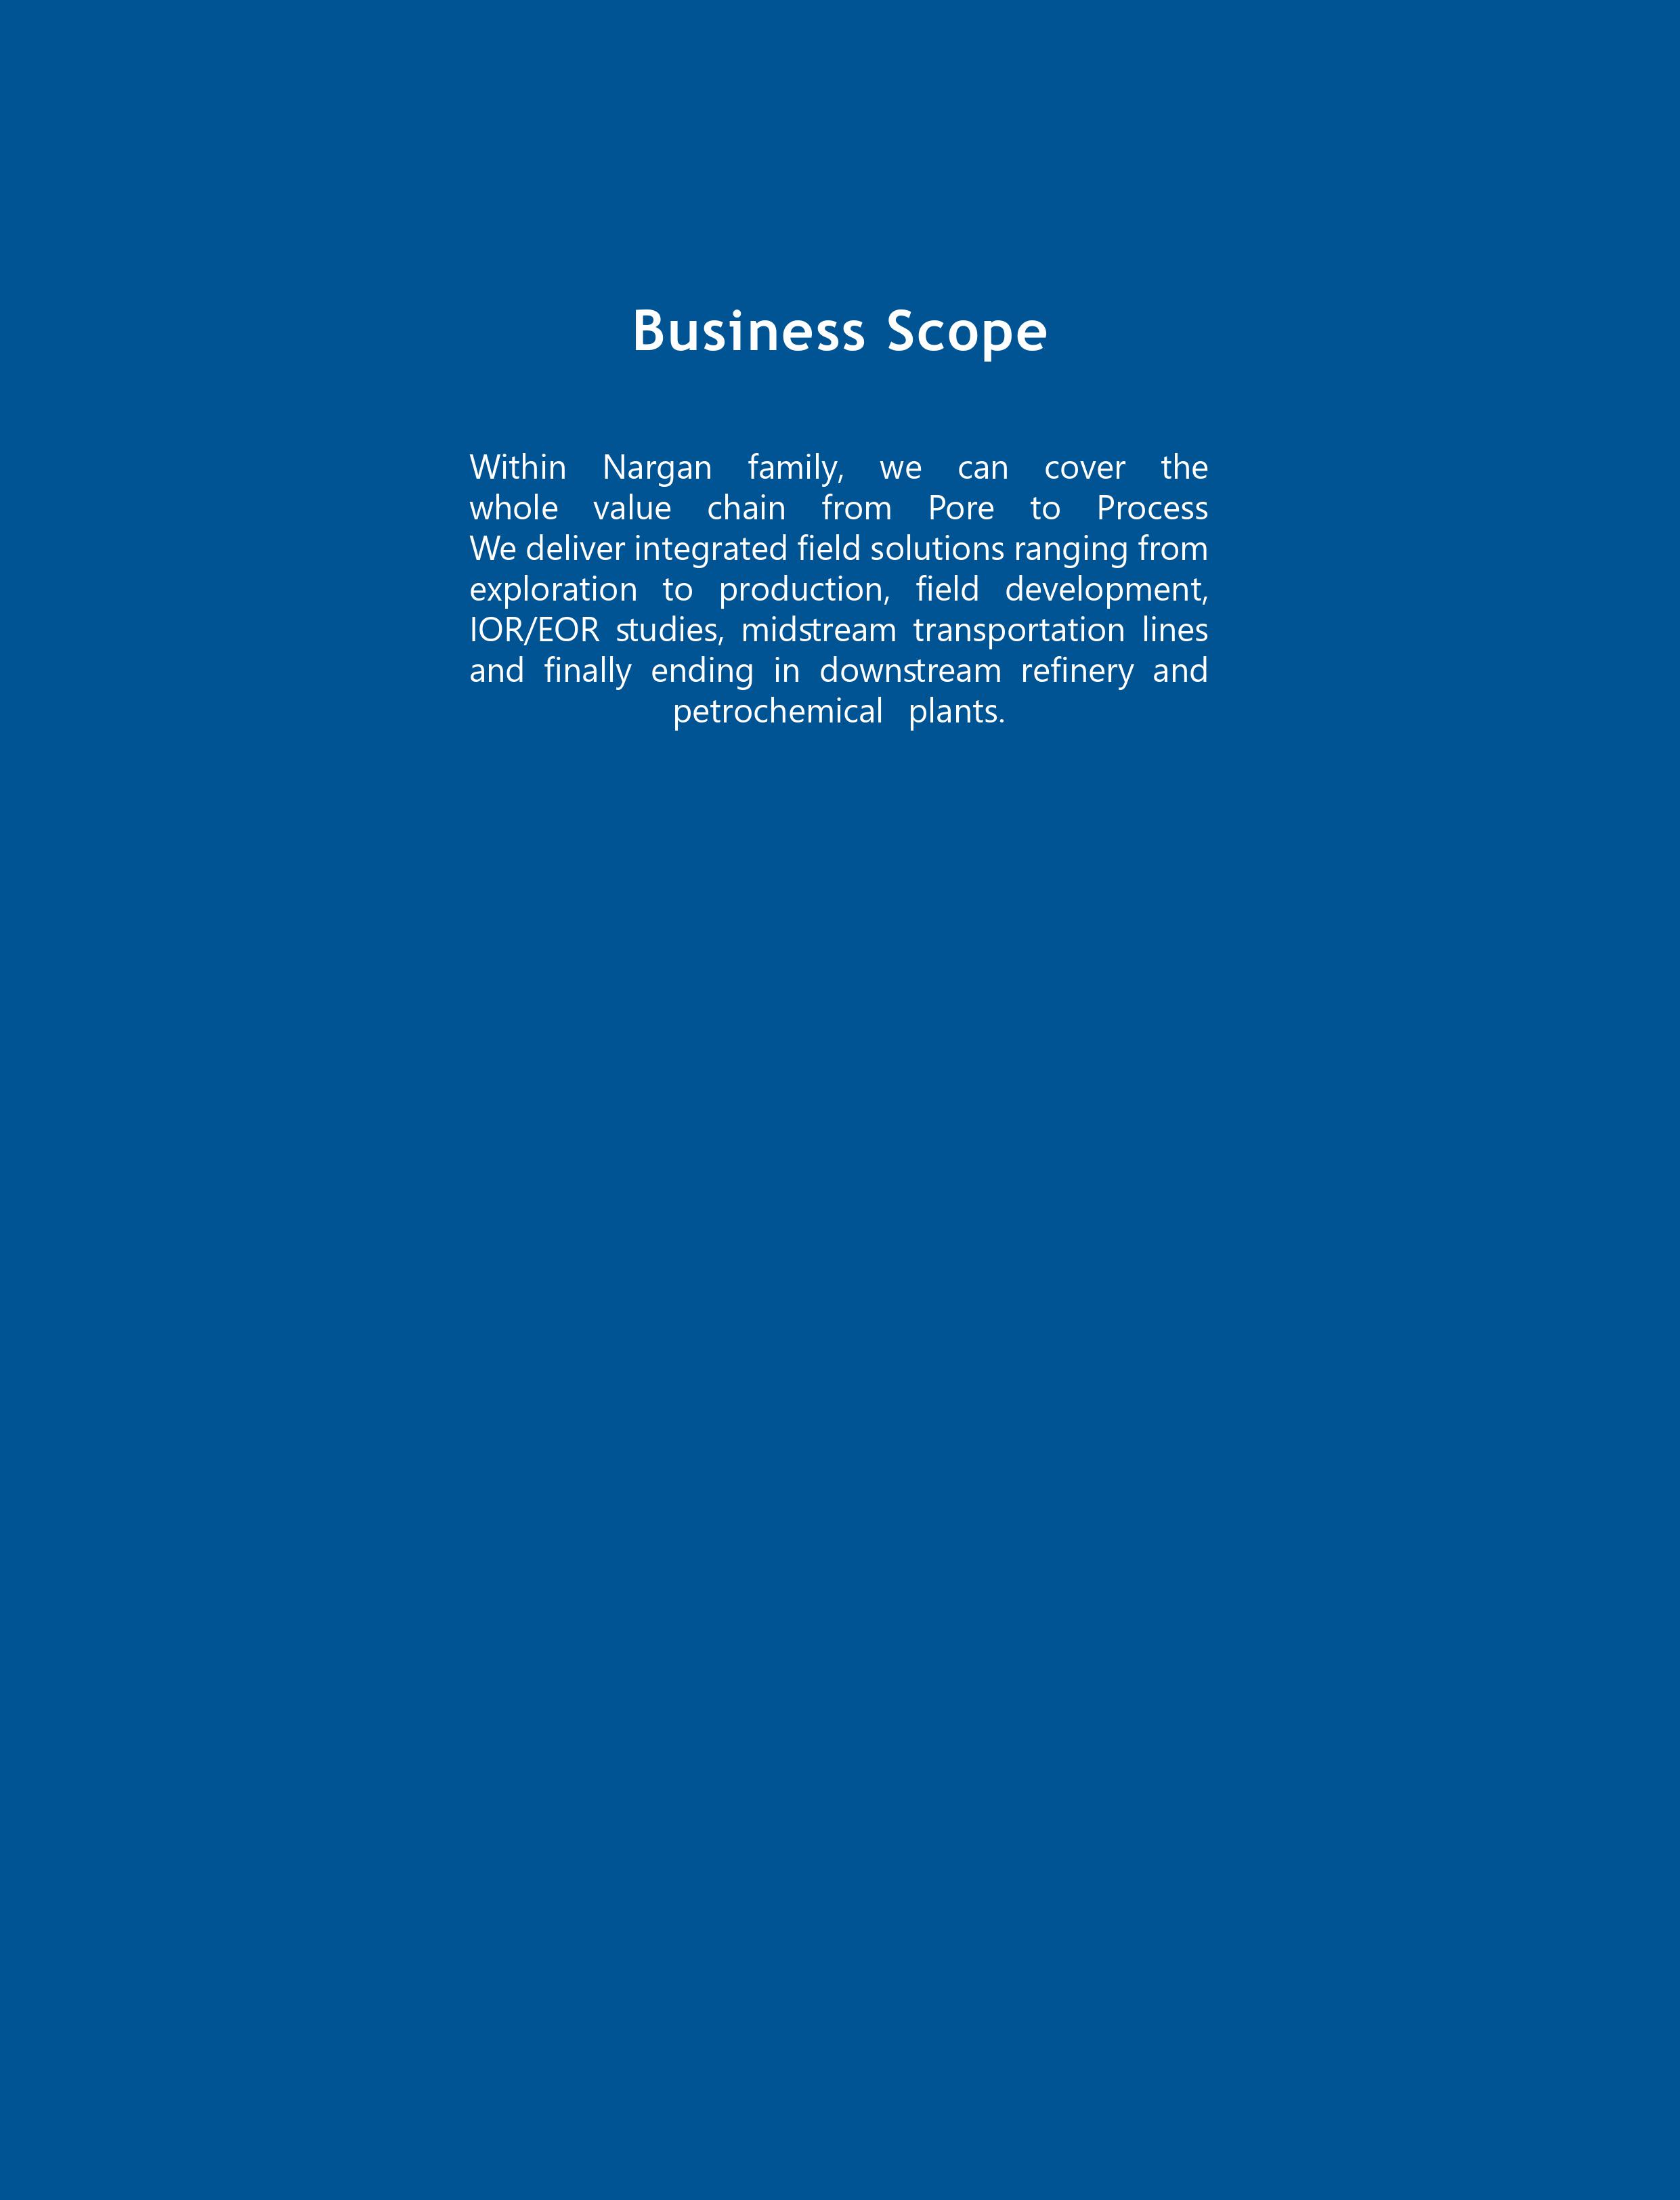 Business Scope
Within Nargan family, we can cover the
whole value chain from Pore to Process
We deliver integrated field solutions ranging from
exploration to production, field development,
IOR/EOR studies, midstream transportation lines
and finally ending in downstream refinery and
petrochemical plants.